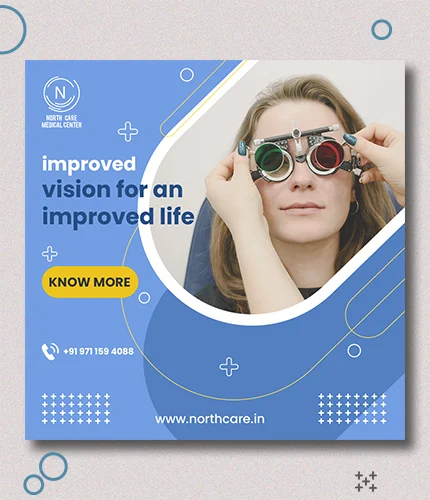 N
NORTH CARE
MEDICAL CENTER
improved
vision for an
improved life
KNOW MORE
+91 971 159 4088
www.northcare.in